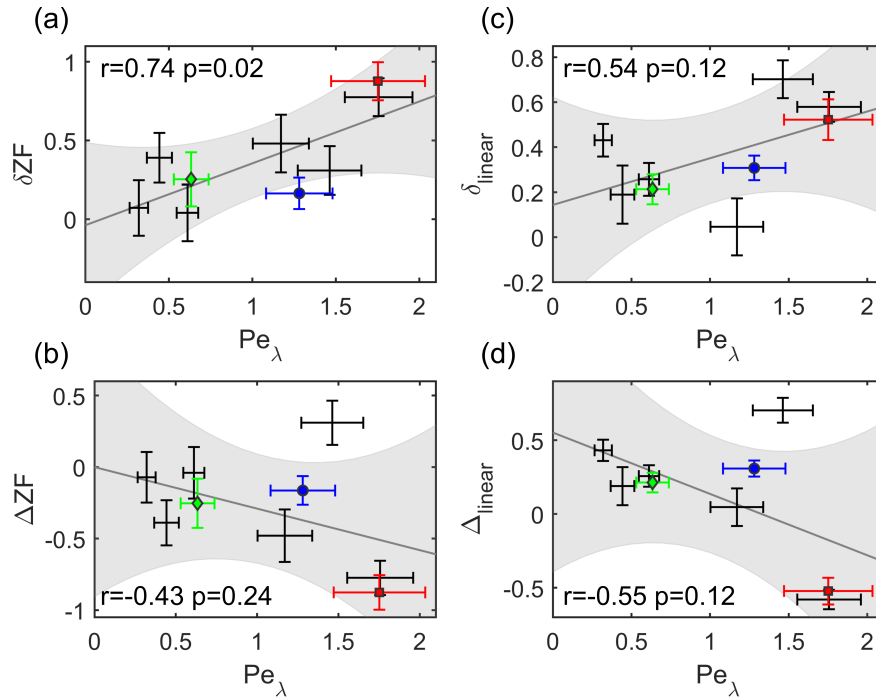 (a)
r=0.74 p=0.02
δZF
1
0.5
0
0 0.5 1 1.5 2
Pe_λ
(c)
r=0.54 p=0.12
δ_linear
0.8
0.6
0.4
0.2
0
-0.2
0 0.5 1 1.5 2
Pe_λ
(b)
ΔZF
0.5
0
-0.5
-1
r=-0.43 p=0.24
0 0.5 1 1.5 2
Pe_λ
(d)
Δ_linear
0.5
0
-0.5
r=-0.55 p=0.12
0 0.5 1 1.5 2
Pe_λ